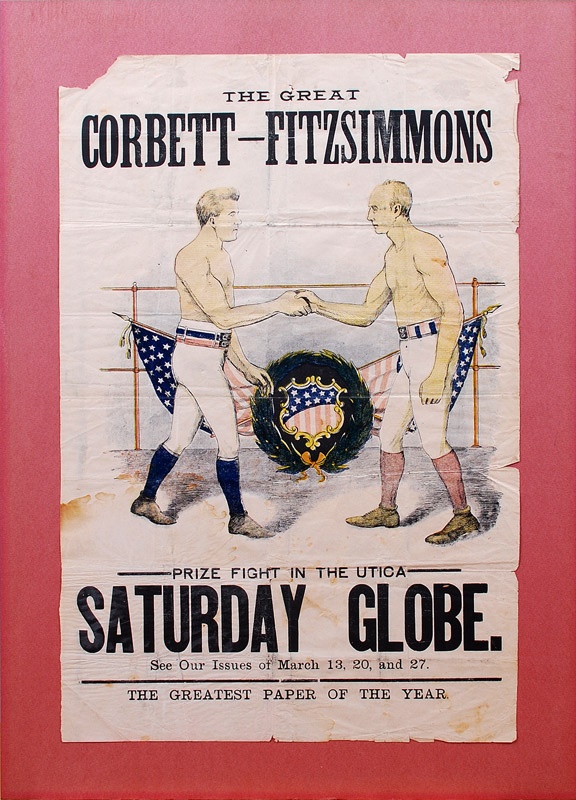 THE GREAT
CORBETT—FITZSIMMONS
PRIZE FIGHT IN THE UTICA
SATURDAY GLOBE.
See Our Issues of March 13, 20, and 27.
THE GREATEST PAPER OF THE YEAR.